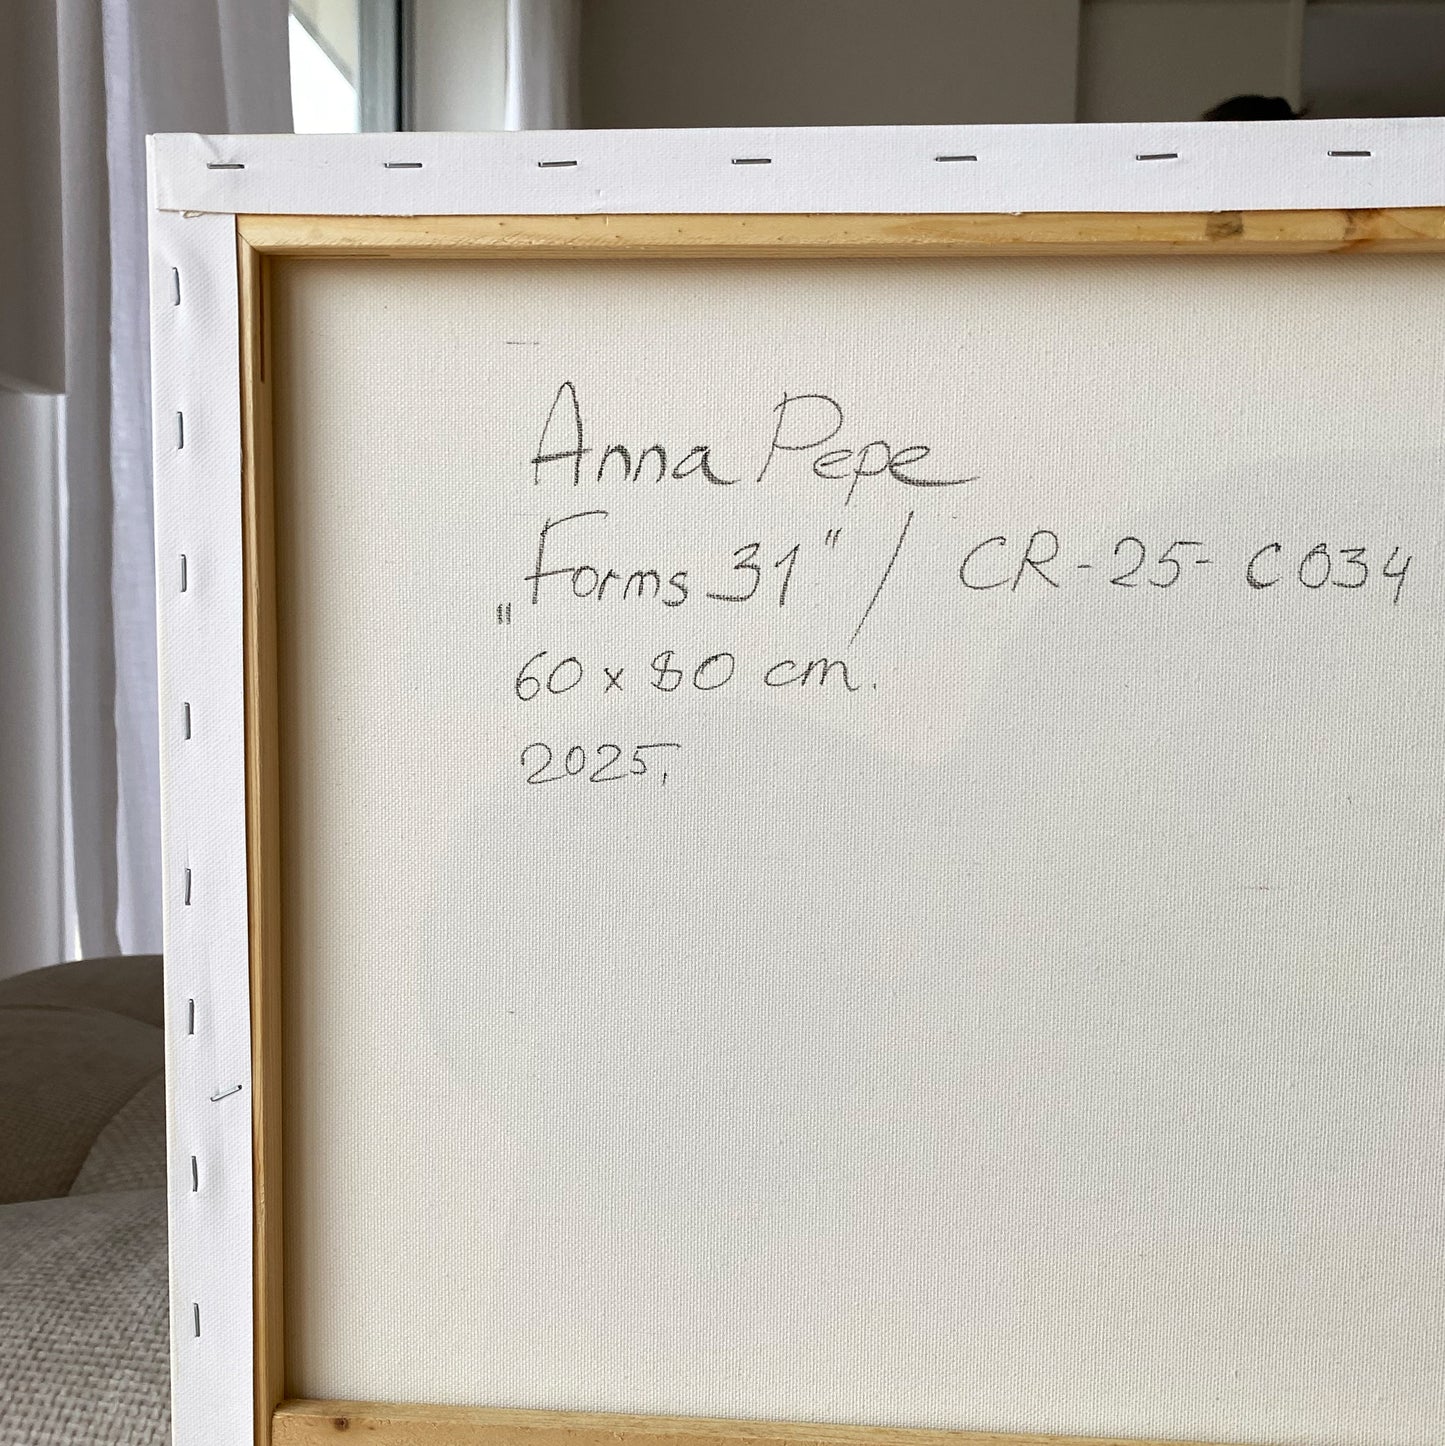 Anna Pepe
„Forms 31" / CR-25-C034
60 x 80 cm.
2025.